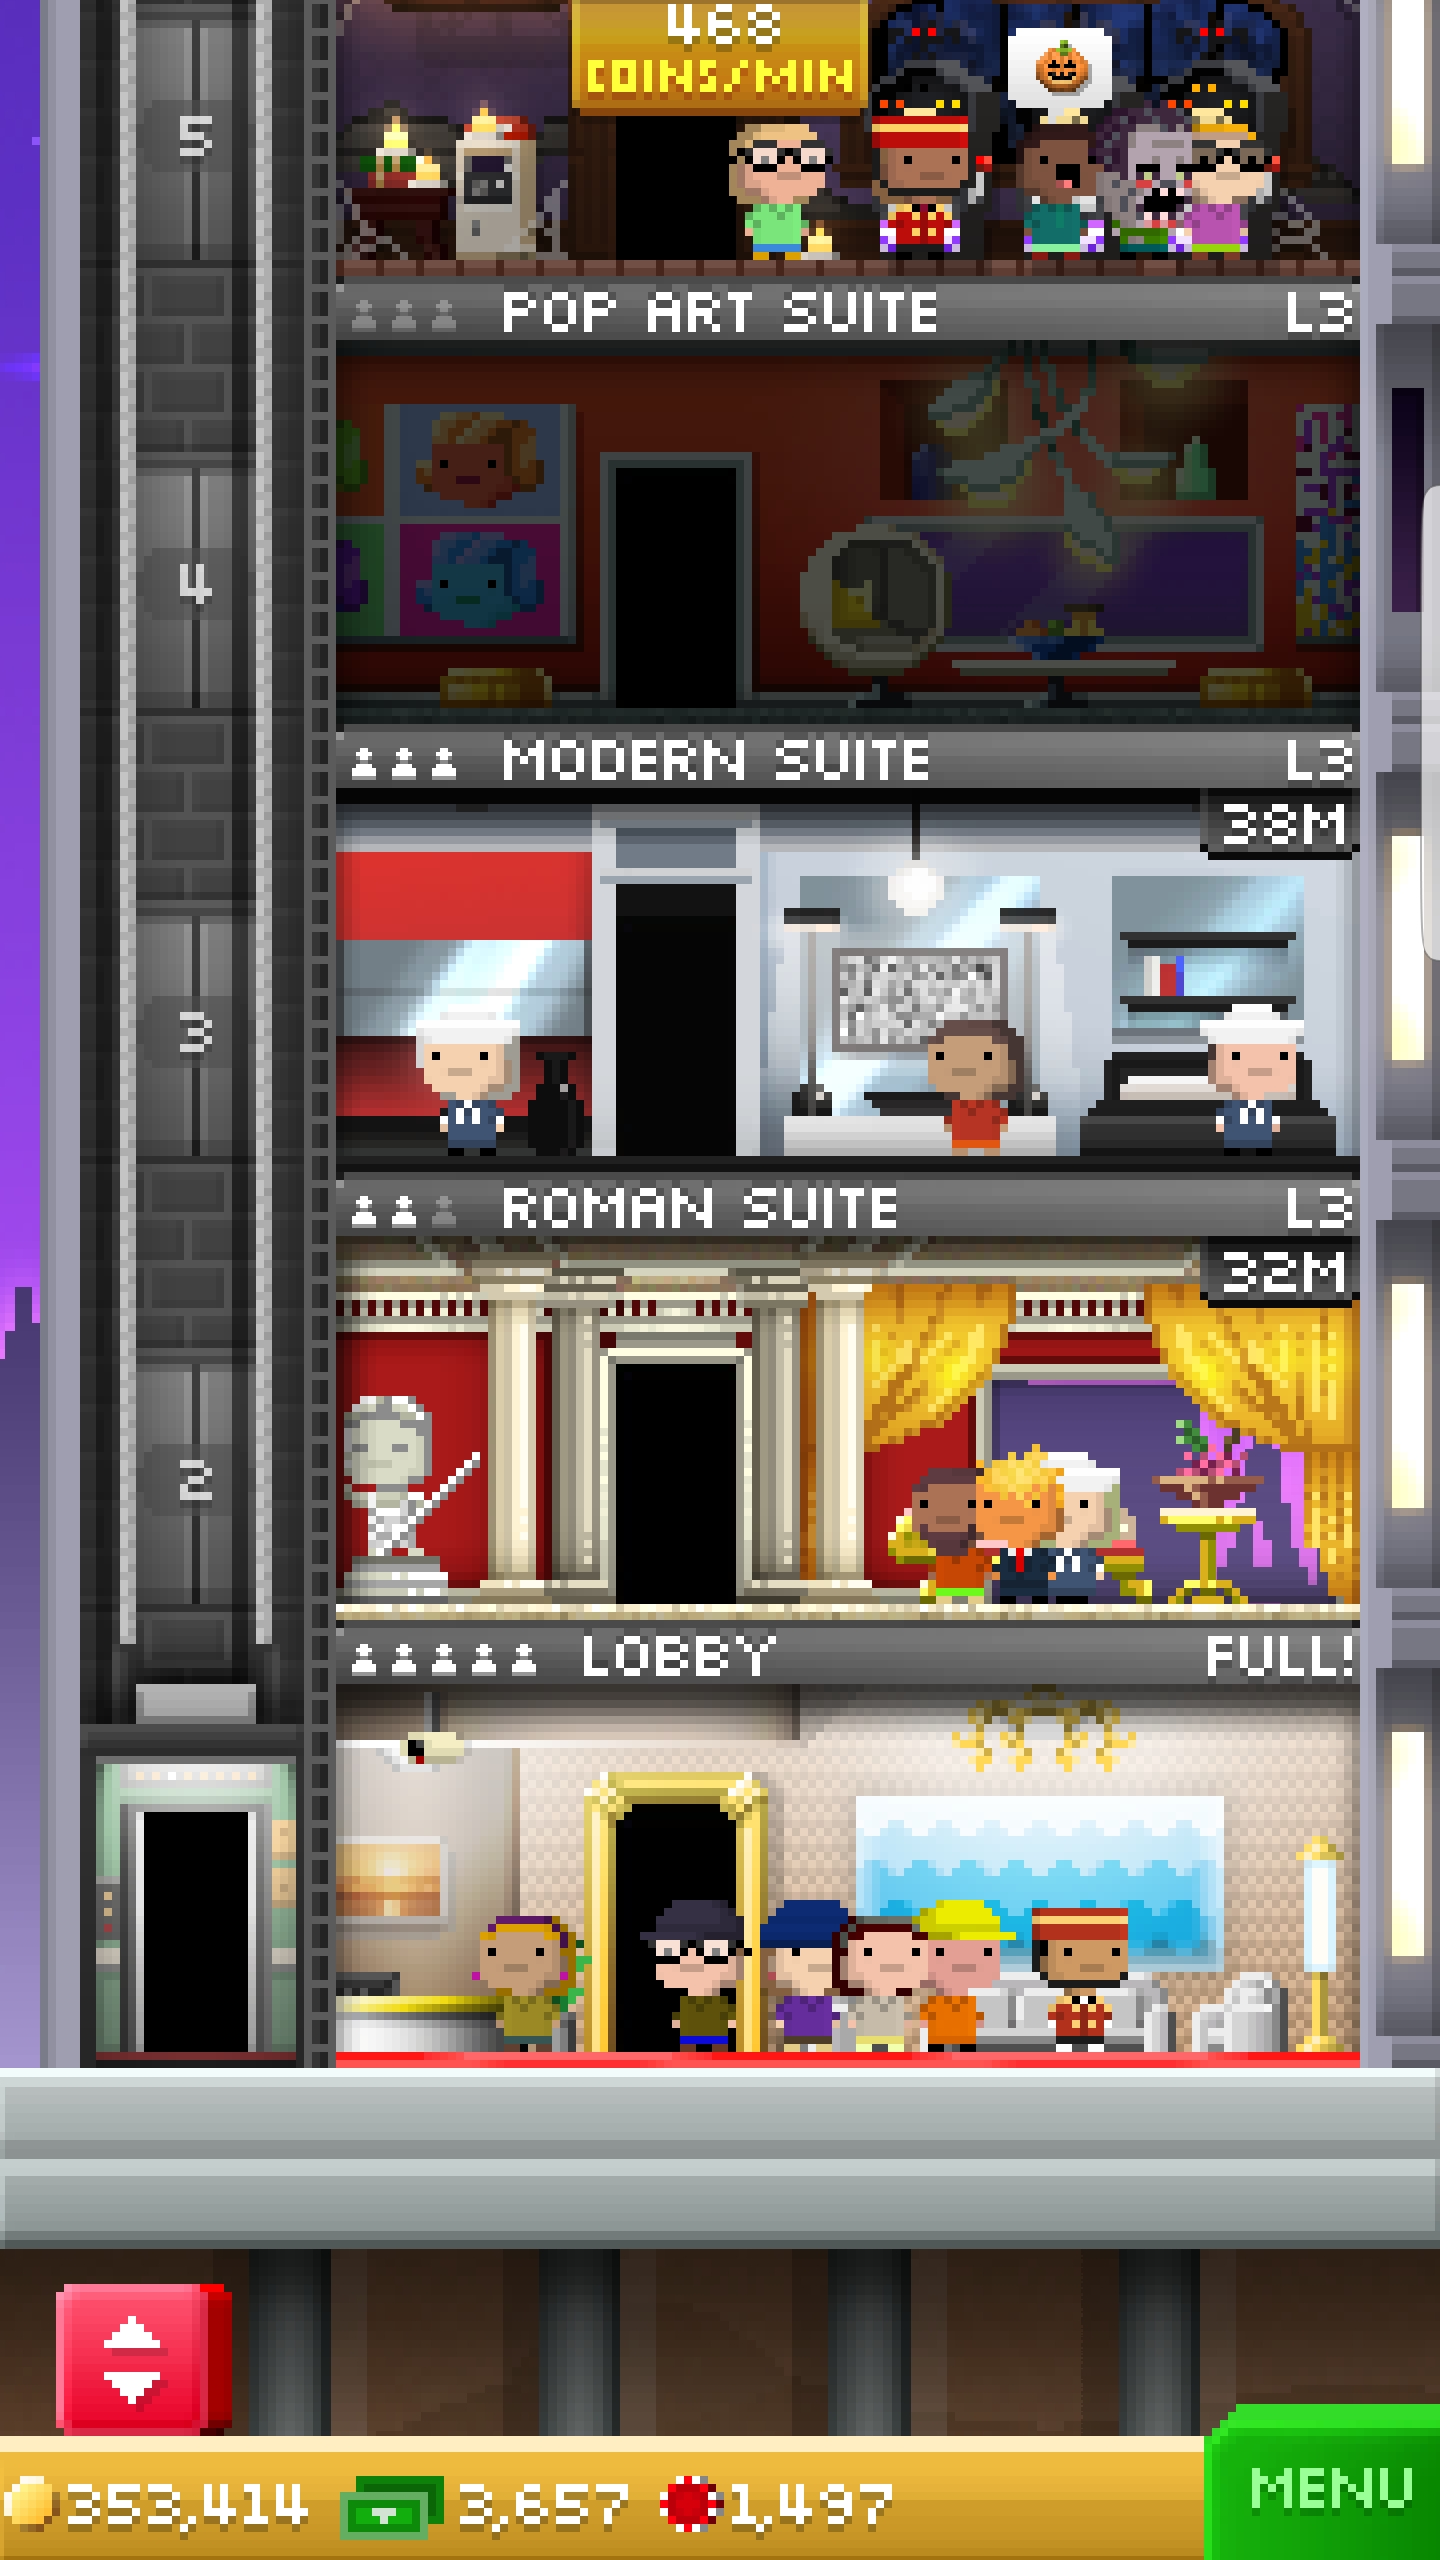 468
COINS/MIN
5
POP ART SUITE L3
4
MODERN SUITE L3
38M
3
ROMAN SUITE L3
32M
2
LOBBY FULL!
353,414 3,657 1,497
MENU